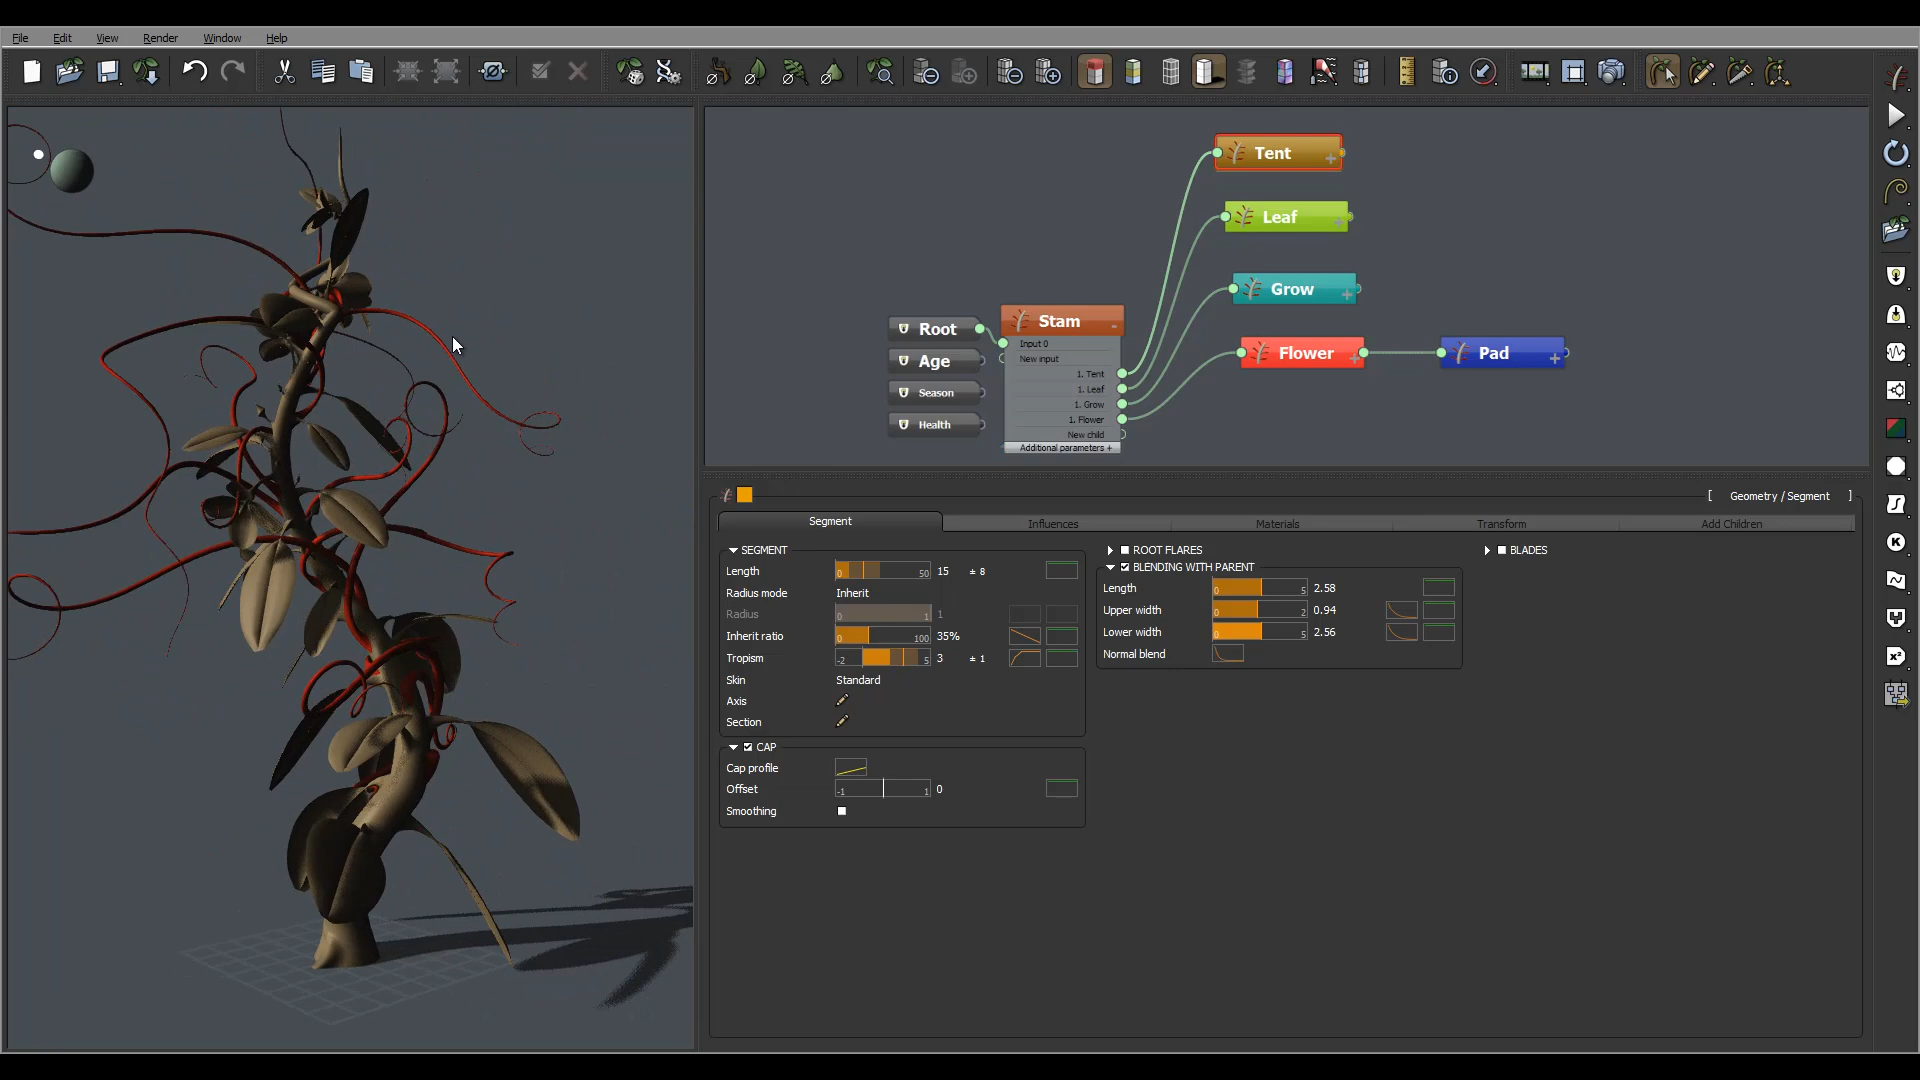 File Edit View Render Window Help
Tent
Leaf
Grow
Flower
Pad
Root
Age
Season
Health
Stam
Input 0
New input
1. Tent
1. Leaf
1. Grow
1. Flower
New child
Additional parameters +
[ Geometry / Segment ]
Segment Influences Materials Transform Add Children
SEGMENT
Length 0 50 15 ± 8
Radius mode Inherit
Radius 0 1 1
Inherit ratio 0 100 35%
Tropism -2 5 3 ± 1
Skin Standard
Axis
Section
CAP
Cap profile
Offset -1 1 0
Smoothing
ROOT FLARES
BLENDING WITH PARENT
Length 0 5 2.58
Upper width 0 2 0.94
Lower width 0 5 2.56
Normal blend
BLADES
K
x²